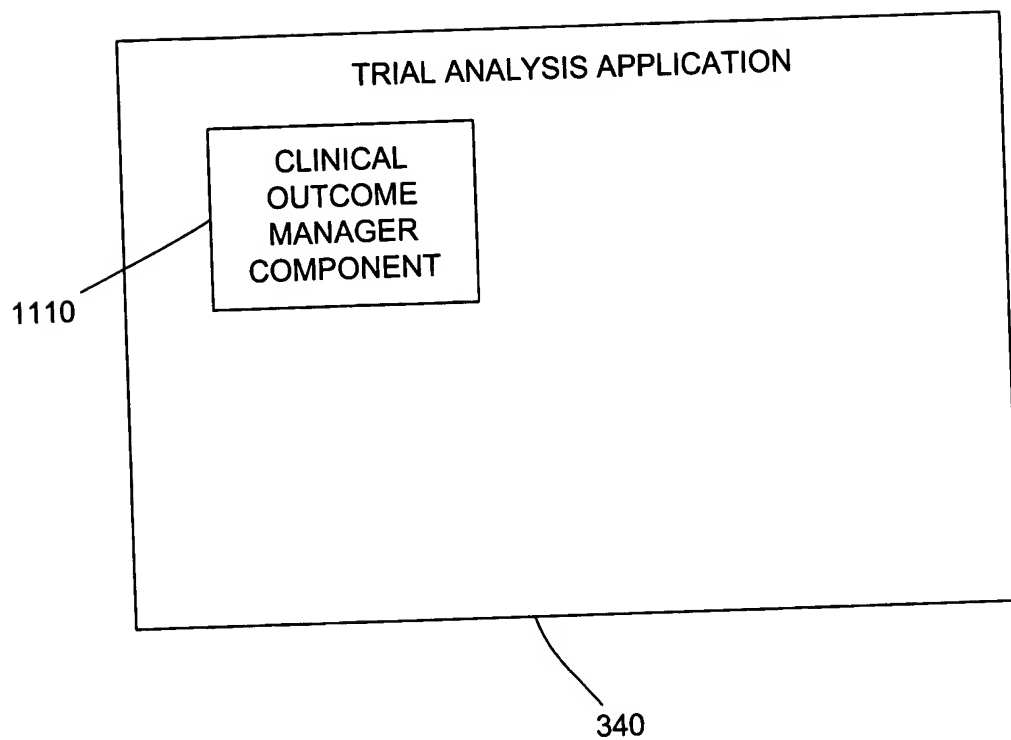 TRIAL ANALYSIS APPLICATION
CLINICAL
OUTCOME
MANAGER
COMPONENT
1110
340